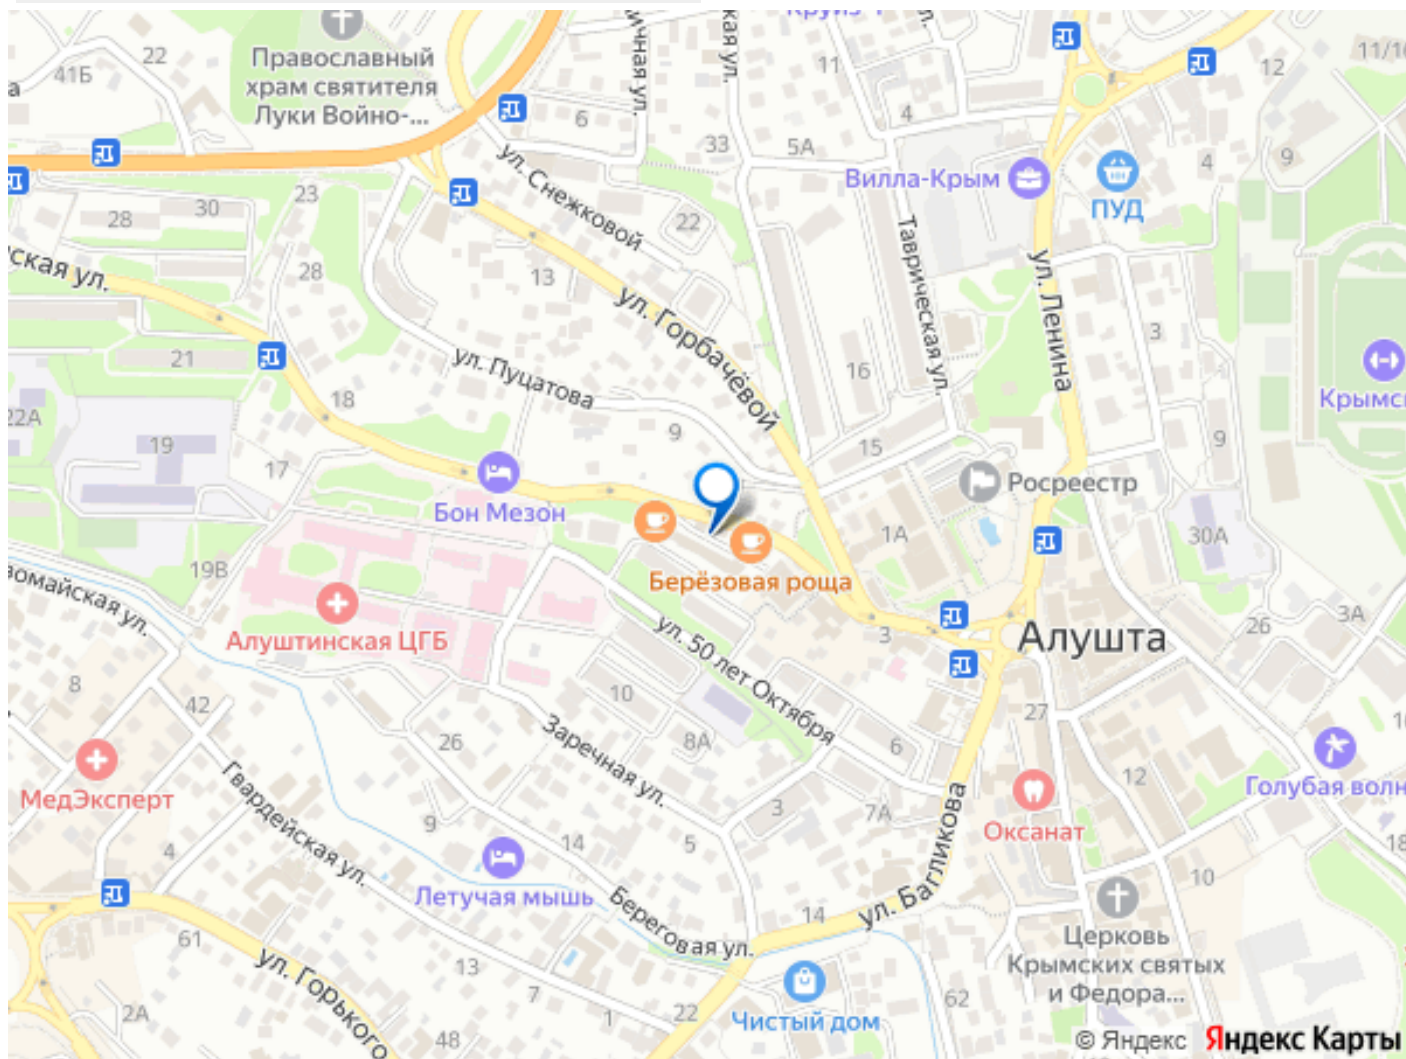 Круиз-1
22
41Б
Православный
храм святителя
Луки Войно-...
6
33
11
4
5А
12
11/16
4
9
Вилла-Крым
ПУД
ул. Снежковой
22
Таврическая ул.
ул. Ленина
23
30
28
28
13
ская ул.
ул. Горбачёвой
3
21
ул. Пуцатова
16
Крымс
22А
18
19
17
9
15
9
Бон Мезон
Росреестр
1А
30А
19В
Берёзовая роща
Алуштинская ЦГБ
вомайская ул.
ул. 50 лет Октября
3
Алушта
26
3А
8
42
10
27
26
Заречная ул.
8А
6
12
МедЭксперт
Гвардейская ул.
3
7А
Голубая волн
Оксанат
9
14
5
4
18
Летучая мышь
ул. Багликова
10
Береговая ул.
14
61
Церковь
Крымских святых
и Федора...
ул. Горького
13
7
62
2А
22
1
48
Чистый дом
© Яндекс Яндекс Карты